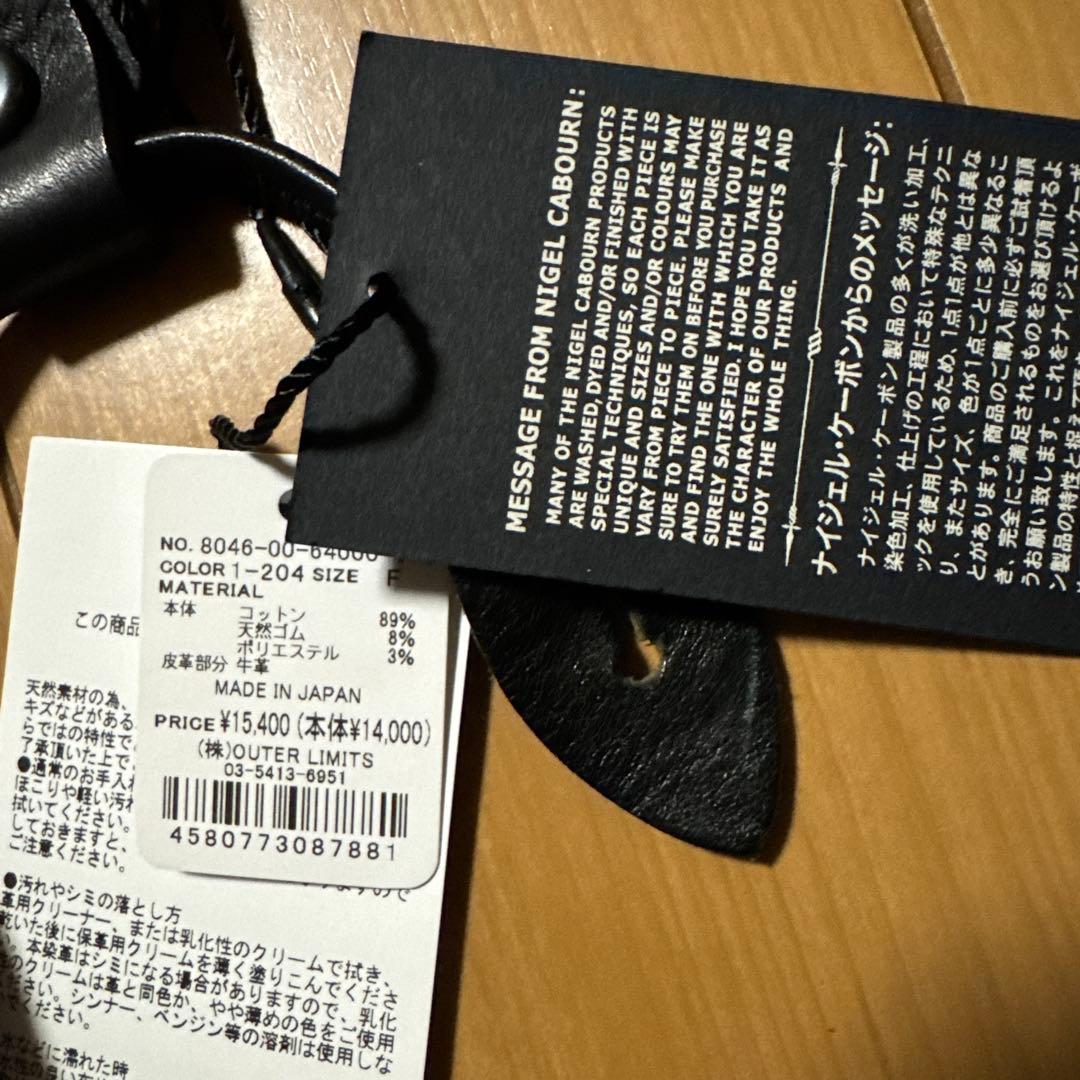 MESSAGE FROM NIGEL CABOURN:
MANY OF THE NIGEL CABOURN PRODUCTS
ARE WASHED, DYED AND/OR FINISHED WITH
SPECIAL TECHNIQUES, SO EACH PIECE IS
UNIQUE AND SIZES AND/OR COLOURS MAY
VARY FROM PIECE TO PIECE. PLEASE MAKE
SURE TO TRY THEM ON BEFORE YOU PURCHASE
AND FIND THE ONE WITH WHICH YOU ARE
SURELY SATISFIED. I HOPE YOU TAKE IT AS
THE CHARACTER OF OUR PRODUCTS AND
ENJOY THE WHOLE THING.
ナイジェル・ケーボンからのメッセージ:
ナイジェル・ケーボン製品の多くが洗い加工、
染色加工、仕上げの工程において特殊なテクニ
ックを使用しているため、1点1点が他とは異な
り、またサイズ、色が1点ごとに多少異なるこ
とがあります。商品のご購入前に必ずご試着頂
き、完全にご満足されるものをお選び頂けるよ
うお願い致します。これをナイジェル・ケーボ
ン製品の特性と捉えて
NO. 8046-00-64000
COLOR 1-204 SIZE F
MATERIAL
本体 コットン 89%
天然ゴム 8%
ポリエステル 3%
皮革部分 牛革
MADE IN JAPAN
PRICE ¥15,400 (本体¥14,000)
(株)OUTER LIMITS
03-5413-6951
4580773087881
この商品
天然素材の為、
キズなどがある
らではの特性で
了承頂いた上で
●通常のお手入れ
ほこりや軽い汚れ
拭いてください。
しておきますと、
ご注意ください。
ますので
●汚れやシミの落とし方
革用クリーナー、または乳化性のクリームで拭き、
乾いた後に保革用クリームを薄く塗りこんでくださ
い。本染革はシミになる場合がありますので、乳化
性のクリームは革と同色か、やや薄めの色をご使用
ください。シンナー、ベンジン等の溶剤は使用しな
いでください。
水などに濡れた時